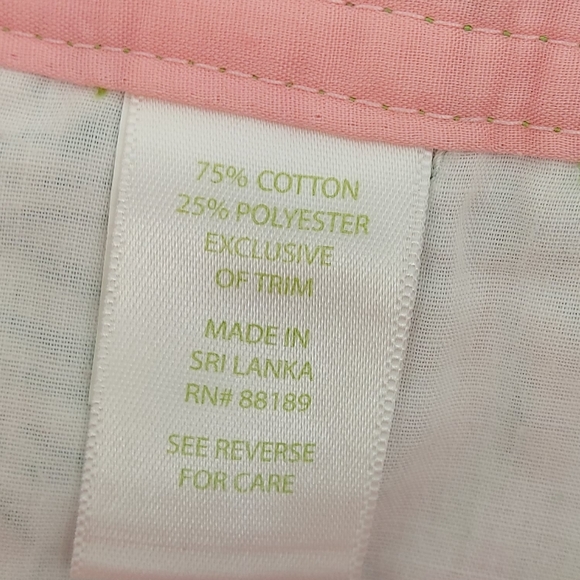 75% COTTON
25% POLYESTER
EXCLUSIVE
OF TRIM
MADE IN
SRI LANKA
RN# 88189
SEE REVERSE
FOR CARE